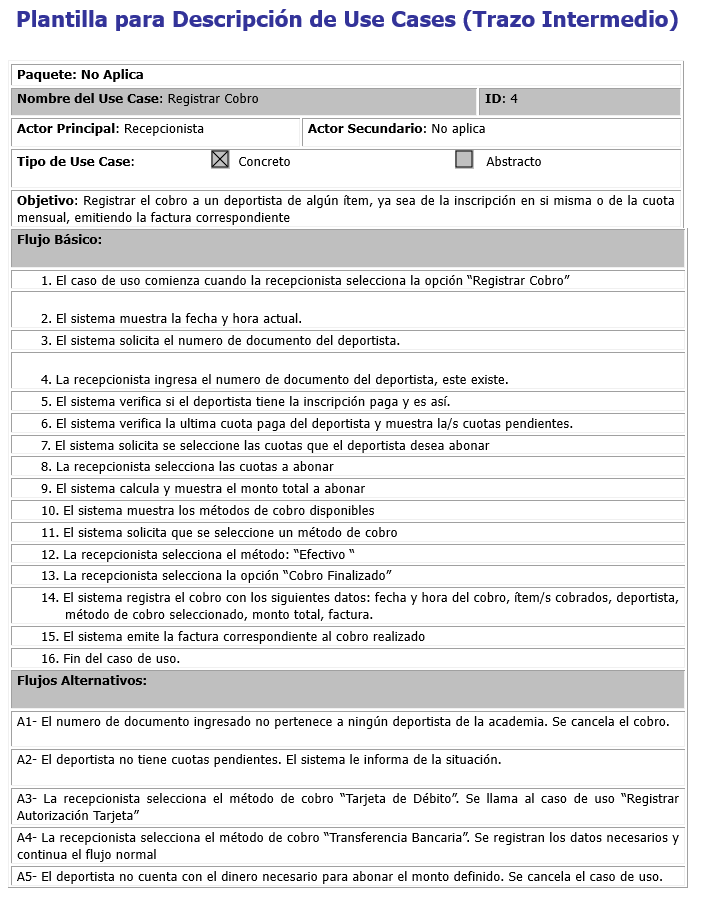 Plantilla para Descripción de Use Cases (Trazo Intermedio)
Paquete: No Aplica
Nombre del Use Case: Registrar Cobro
ID: 4
Actor Principal: Recepcionista
Actor Secundario: No aplica
Tipo de Use Case:
Concreto
Abstracto
Objetivo: Registrar el cobro a un deportista de algún ítem, ya sea de la inscripción en si misma o de la cuota
mensual, emitiendo la factura correspondiente
Flujo Básico:
1. El caso de uso comienza cuando la recepcionista selecciona la opción “Registrar Cobro”
2. El sistema muestra la fecha y hora actual.
3. El sistema solicita el numero de documento del deportista.
4. La recepcionista ingresa el numero de documento del deportista, este existe.
5. El sistema verifica si el deportista tiene la inscripción paga y es así.
6. El sistema verifica la ultima cuota paga del deportista y muestra la/s cuotas pendientes.
7. El sistema solicita se seleccione las cuotas que el deportista desea abonar
8. La recepcionista selecciona las cuotas a abonar
9. El sistema calcula y muestra el monto total a abonar
10. El sistema muestra los métodos de cobro disponibles
11. El sistema solicita que se seleccione un método de cobro
12. La recepcionista selecciona el método: “Efectivo “
13. La recepcionista selecciona la opción “Cobro Finalizado”
14. El sistema registra el cobro con los siguientes datos: fecha y hora del cobro, ítem/s cobrados, deportista,
método de cobro seleccionado, monto total, factura.
15. El sistema emite la factura correspondiente al cobro realizado
16. Fin del caso de uso.
Flujos Alternativos:
A1- El numero de documento ingresado no pertenece a ningún deportista de la academia. Se cancela el cobro.
A2- El deportista no tiene cuotas pendientes. El sistema le informa de la situación.
A3- La recepcionista selecciona el método de cobro “Tarjeta de Débito”. Se llama al caso de uso “Registrar
Autorización Tarjeta”
A4- La recepcionista selecciona el método de cobro “Transferencia Bancaria”. Se registran los datos necesarios y
continua el flujo normal
A5- El deportista no cuenta con el dinero necesario para abonar el monto definido. Se cancela el caso de uso.